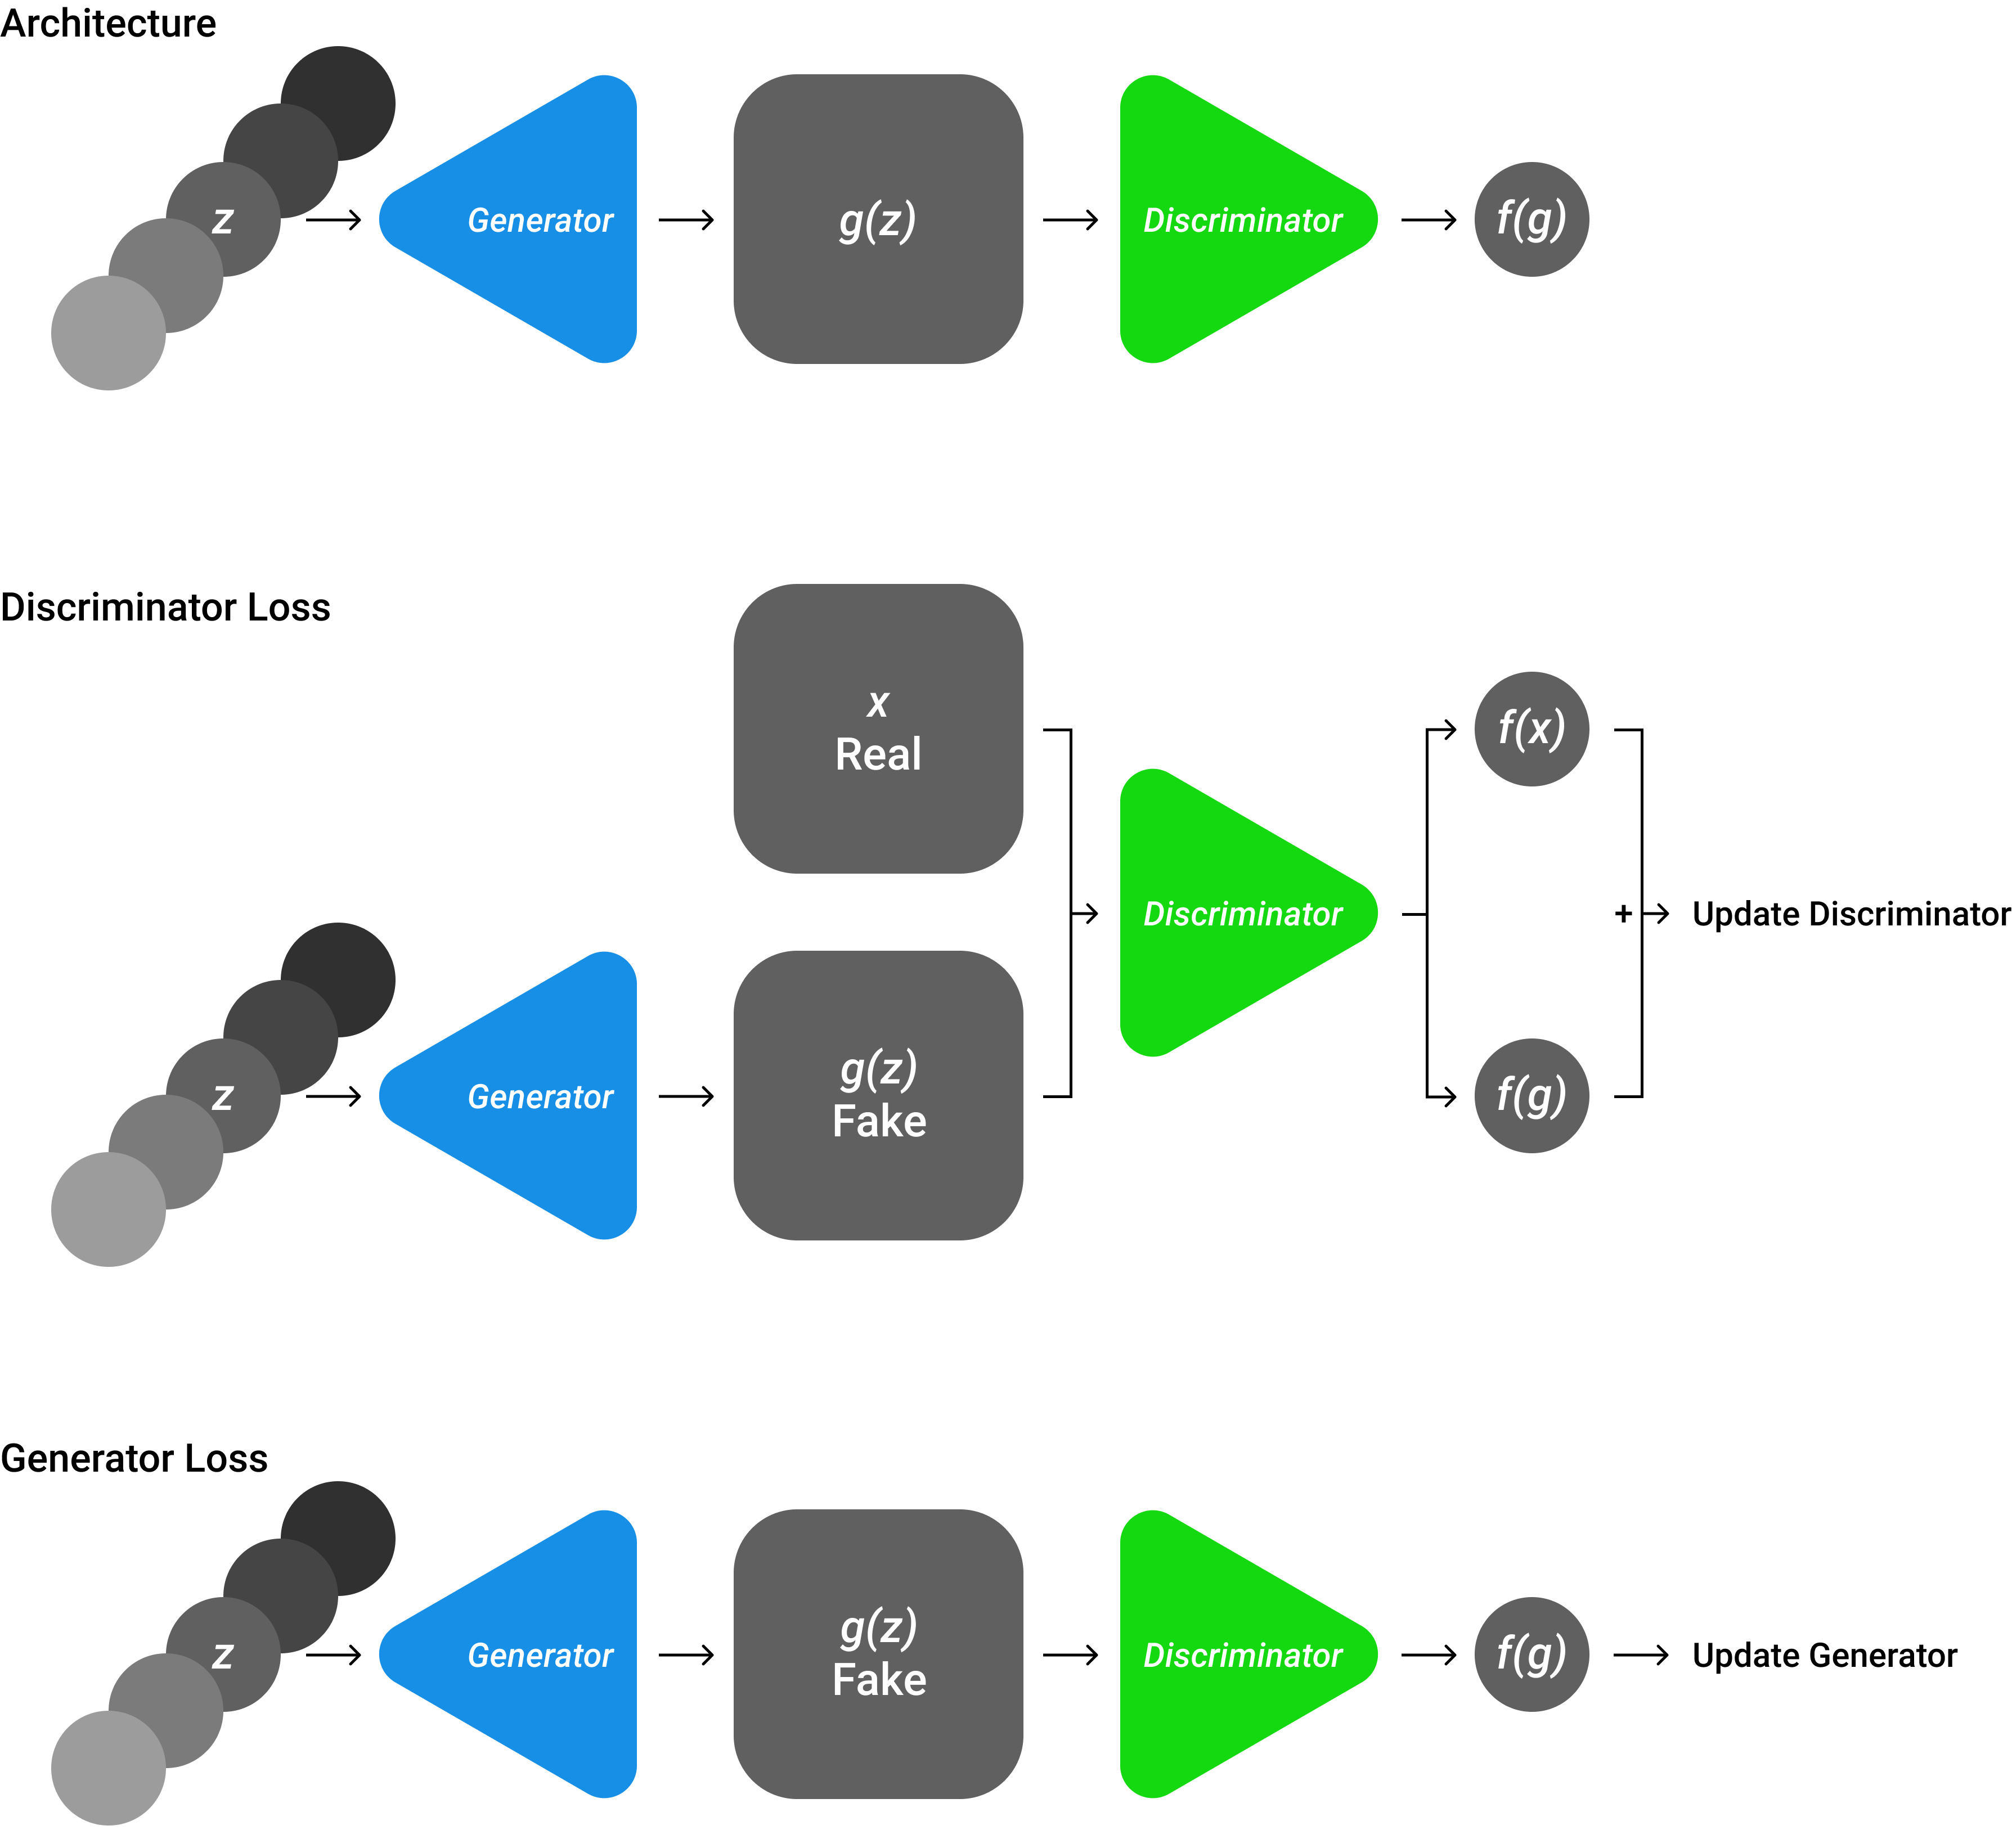 Architecture
z
Generator
g(z)
Discriminator
f(g)
Discriminator Loss
x
Real
f(x)
Discriminator
+
Update Discriminator
z
Generator
g(z)
Fake
f(g)
Generator Loss
z
Generator
g(z)
Fake
Discriminator
f(g)
Update Generator